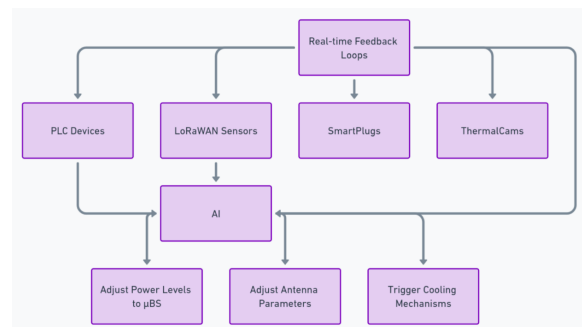 Real-time Feedback
Loops
PLC Devices
LoRaWAN Sensors
SmartPlugs
ThermalCams
AI
Adjust Power Levels
to µBS
Adjust Antenna
Parameters
Trigger Cooling
Mechanisms